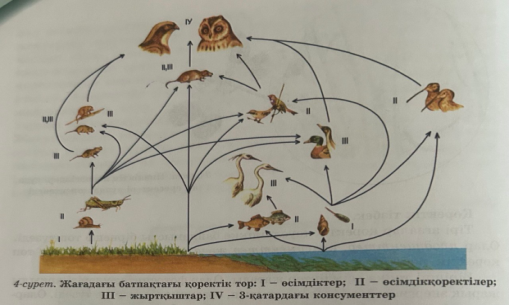 IV
II,III
II
II,III
III
II
III
III
III
II
II
I
I
4-сурет. Жағадағы батпақтағы қоректік тор: I – өсімдіктер; II – өсімдікқоректілер;
III – жыртқыштар; IV – 3-қатардағы консументтер